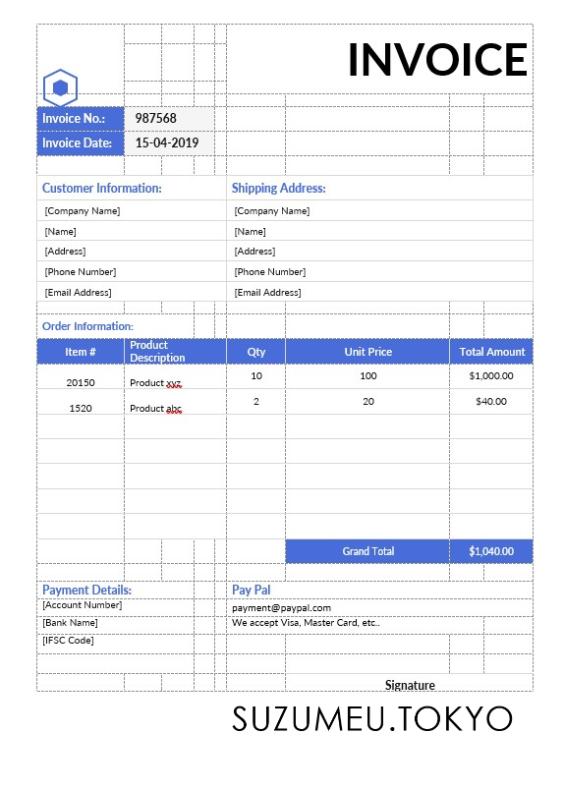 INVOICE
Invoice No.: 987568
Invoice Date: 15-04-2019
Customer Information: Shipping Address:
[Company Name] [Company Name]
[Name] [Name]
[Address] [Address]
[Phone Number] [Phone Number]
[Email Address] [Email Address]
Order Information:
Item # Product Description Qty Unit Price Total Amount
20150 Product xyz 10 100 $1,000.00
1520 Product abc 2 20 $40.00
Grand Total $1,040.00
Payment Details: Pay Pal
[Account Number] payment@paypal.com
[Bank Name] We accept Visa, Master Card, etc..
[IFSC Code]
Signature
SUZUMEU.TOKYO